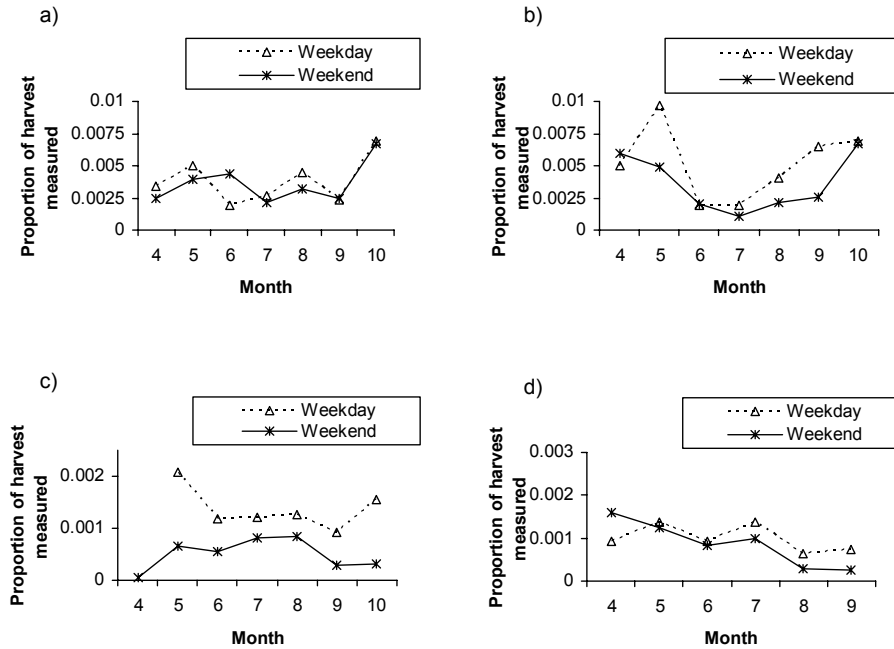 a)
Weekday
Weekend
Proportion of harvest
measured
0.01
0.0075
0.005
0.0025
0
4 5 6 7 8 9 10
Month
b)
Weekday
Weekend
Proportion of harvest
measured
0.01
0.0075
0.005
0.0025
0
4 5 6 7 8 9 10
Month
c)
Weekday
Weekend
Proportion of harvest
measured
0.002
0.001
0
4 5 6 7 8 9 10
Month
d)
Weekday
Weekend
Proportion of harvest
measured
0.003
0.002
0.001
0
4 5 6 7 8 9
Month